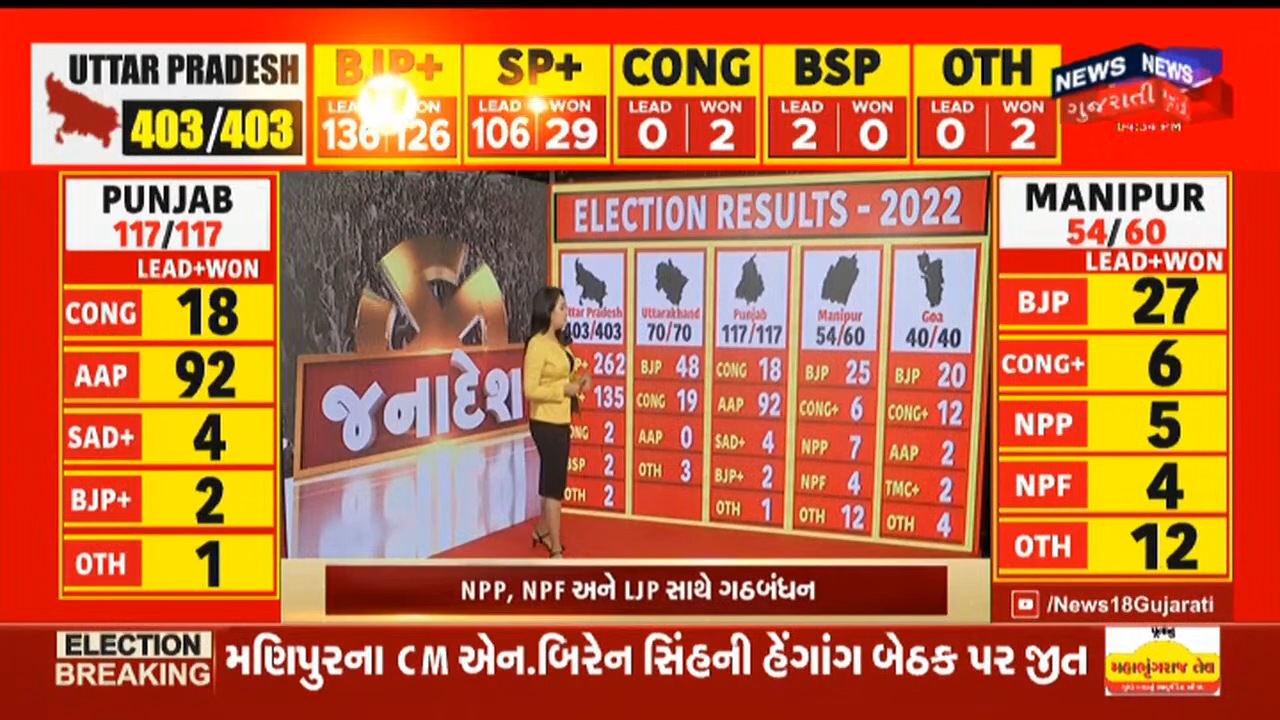 UTTAR PRADESH
403/403
BJP+
LEAD WON
136 126
SP+
LEAD WON
106 29
CONG
LEAD WON
0 2
BSP
LEAD WON
2 0
OTH
LEAD WON
0 2
NEWS NEWS
ગુજરાતી
04:34 PM
PUNJAB
117/117
LEAD+WON
CONG 18
AAP 92
SAD+ 4
BJP+ 2
OTH 1
જનાદેશ
ELECTION RESULTS - 2022
Uttar Pradesh
403/403
262
135
2
BSP 2
OTH 2
Uttarakhand
70/70
BJP 48
CONG 19
AAP 0
OTH 3
Punjab
117/117
CONG 18
AAP 92
SAD+ 4
BJP+ 2
OTH 1
Manipur
54/60
BJP 25
CONG+ 6
NPP 7
NPF 4
OTH 12
Goa
40/40
BJP 20
CONG+ 12
AAP 2
TMC+ 2
OTH 4
MANIPUR
54/60
LEAD+WON
BJP 27
CONG+ 6
NPP 5
NPF 4
OTH 12
NPP, NPF અને LJP સાથે ગઠબંધન
/News18Gujarati
ELECTION BREAKING
મણિપુરના CM એન.બિરેન સિંહની હેંગાંગ બેઠક પર જીત
મહાભૃંગરાજ તેલ